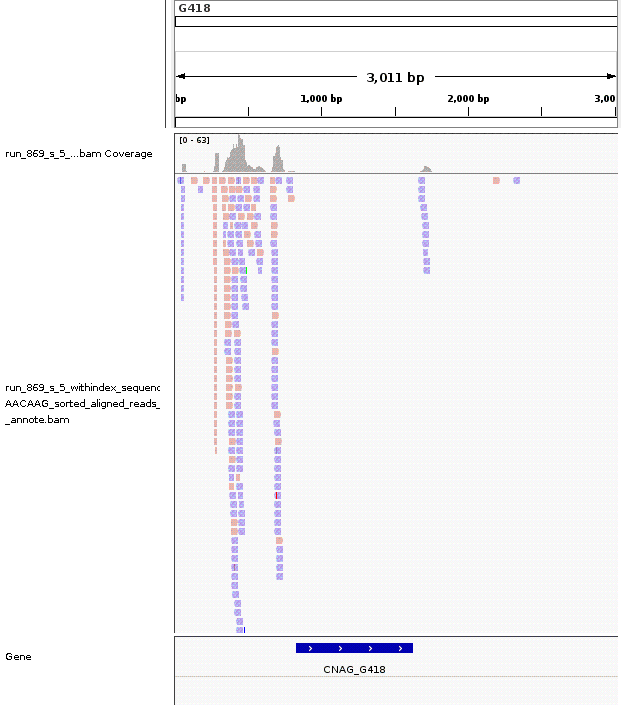 G418
3,011 bp
bp 1,000 bp 2,000 bp 3,00
[0 - 63]
run_869_s_5_...bam Coverage
run_869_s_5_withindex_sequenc
AACAAG_sorted_aligned_reads_
_annote.bam
Gene
CNAG_G418